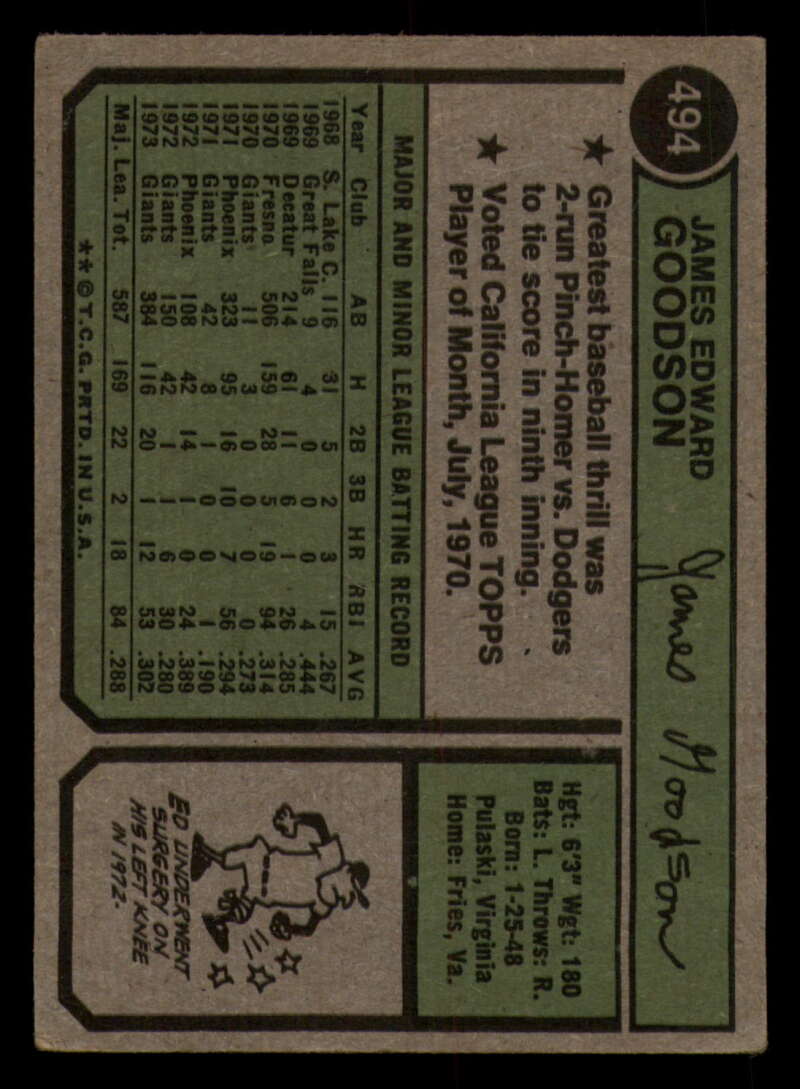 494
JAMES EDWARD
GOODSON
James Goodson
★ Greatest baseball thrill was
2-run Pinch-Homer vs. Dodgers
to tie score in ninth inning.
★ Voted California League TOPPS
Player of Month, July, 1970.
Hgt: 6'3" Wgt: 180
Bats: L. Throws: R.
Born: 1-25-48
Pulaski, Virginia
Home: Fries, Va.
MAJOR AND MINOR LEAGUE BATTING RECORD
Year Club AB H 2B 3B HR RBI AVG
1968 S. Lake C. 116 31 5 2 3 15 .267
1969 Great Falls 9 4 0 0 0 4 .444
1969 Decatur 214 61 11 6 1 26 .285
1970 Fresno 506 159 28 5 19 94 .314
1970 Giants 11 3 0 0 0 0 .273
1971 Phoenix 323 95 16 10 7 56 .294
1971 Giants 42 8 1 0 0 1 .190
1972 Phoenix 108 42 14 1 0 24 .389
1972 Giants 150 42 1 1 6 30 .280
1973 Giants 384 116 20 1 12 53 .302
Maj. Lea. Tot. 587 169 22 2 18 84 .288
**© T.C.G. PRTD. IN U.S.A.
ED UNDERWENT
SURGERY ON
HIS LEFT KNEE
IN 1972.